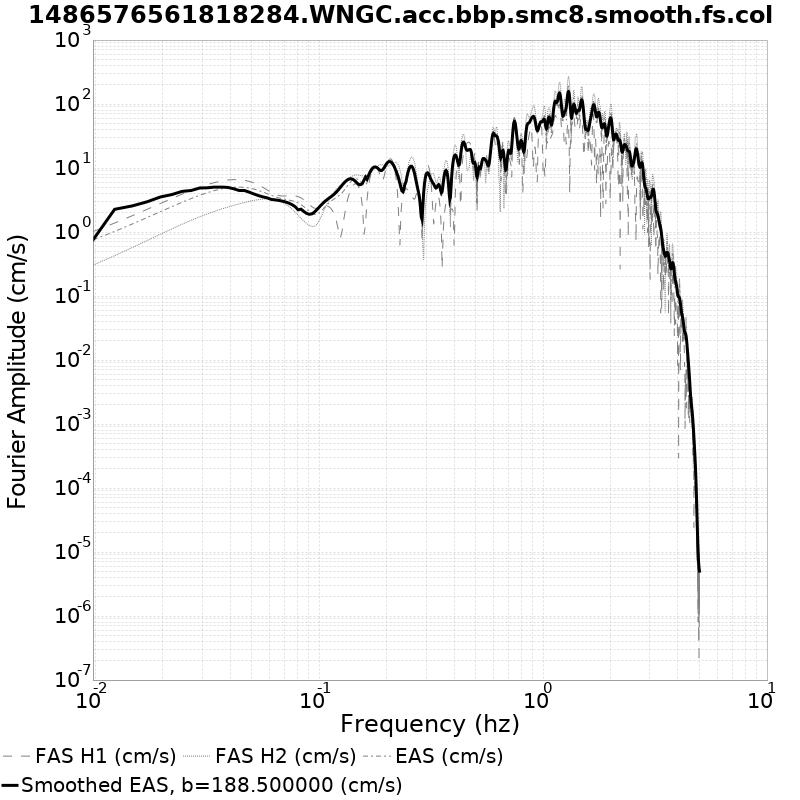 1486576561818284.WNGC.acc.bbp.smc8.smooth.fs.col
10^3
10^2
10^1
10^0
10^-1
10^-2
10^-3
10^-4
10^-5
10^-6
10^-7
Fourier Amplitude (cm/s)
10^-2 10^-1 10^0 10^1
Frequency (hz)
FAS H1 (cm/s) FAS H2 (cm/s) EAS (cm/s)
Smoothed EAS, b=188.500000 (cm/s)